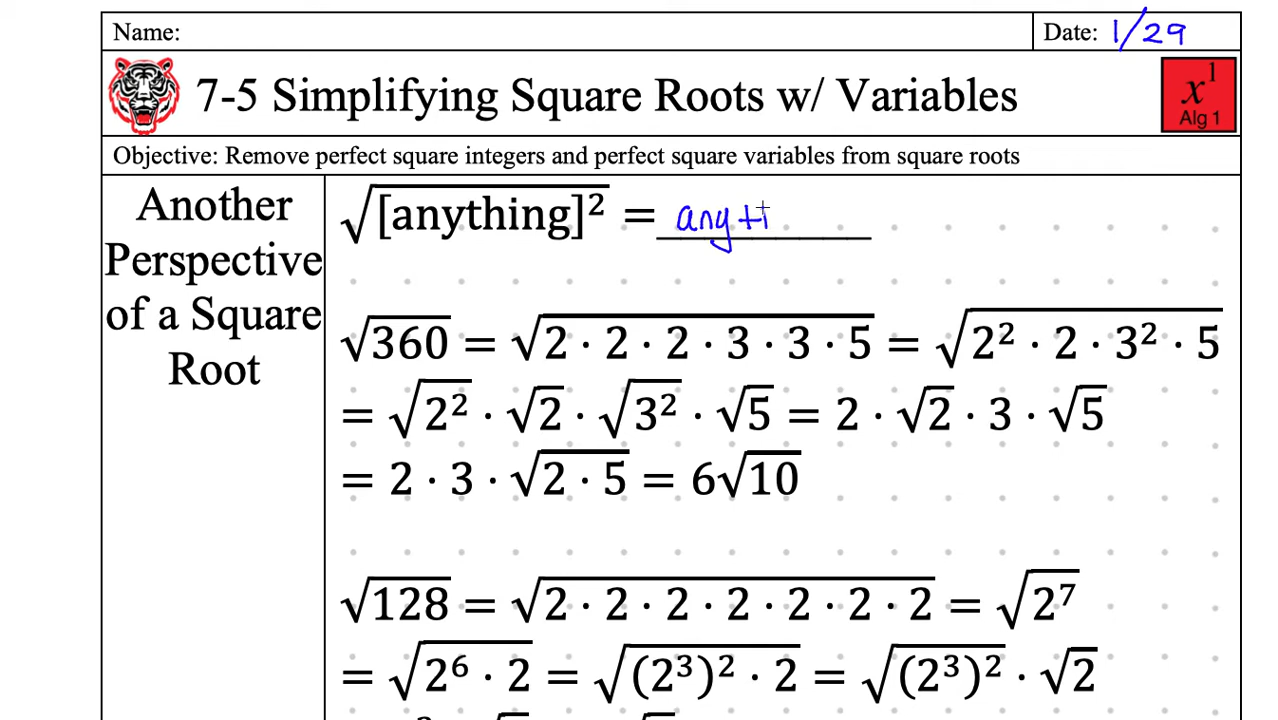 Name:
Date: 1/29
7-5 Simplifying Square Roots w/ Variables
x¹
Alg 1
Objective: Remove perfect square integers and perfect square variables from square roots
Another
Perspective
of a Square
Root
√[anything]² = anyth
√360 = √2 · 2 · 2 · 3 · 3 · 5 = √2² · 2 · 3² · 5
= √2² · √2 · √3² · √5 = 2 · √2 · 3 · √5
= 2 · 3 · √2 · 5 = 6√10
√128 = √2 · 2 · 2 · 2 · 2 · 2 · 2 = √2⁷
= √2⁶ · 2 = √(2³)² · 2 = √(2³)² · √2